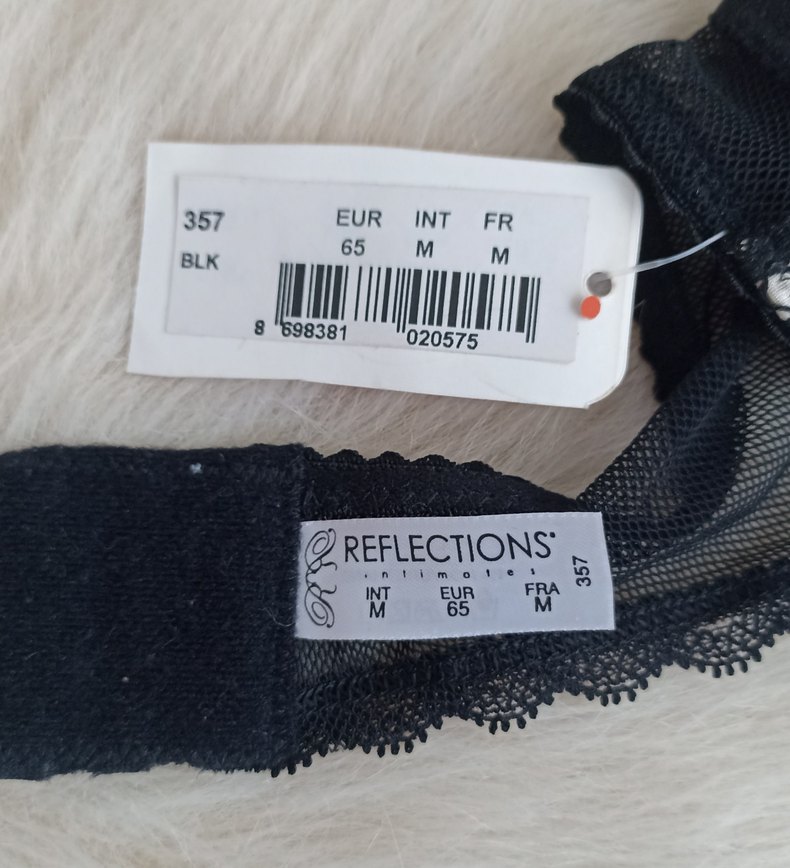 357 EUR INT FR
BLK 65 M M
8 698381 020575
REFLECTIONS
intimates
INT EUR FRA
M 65 M
357